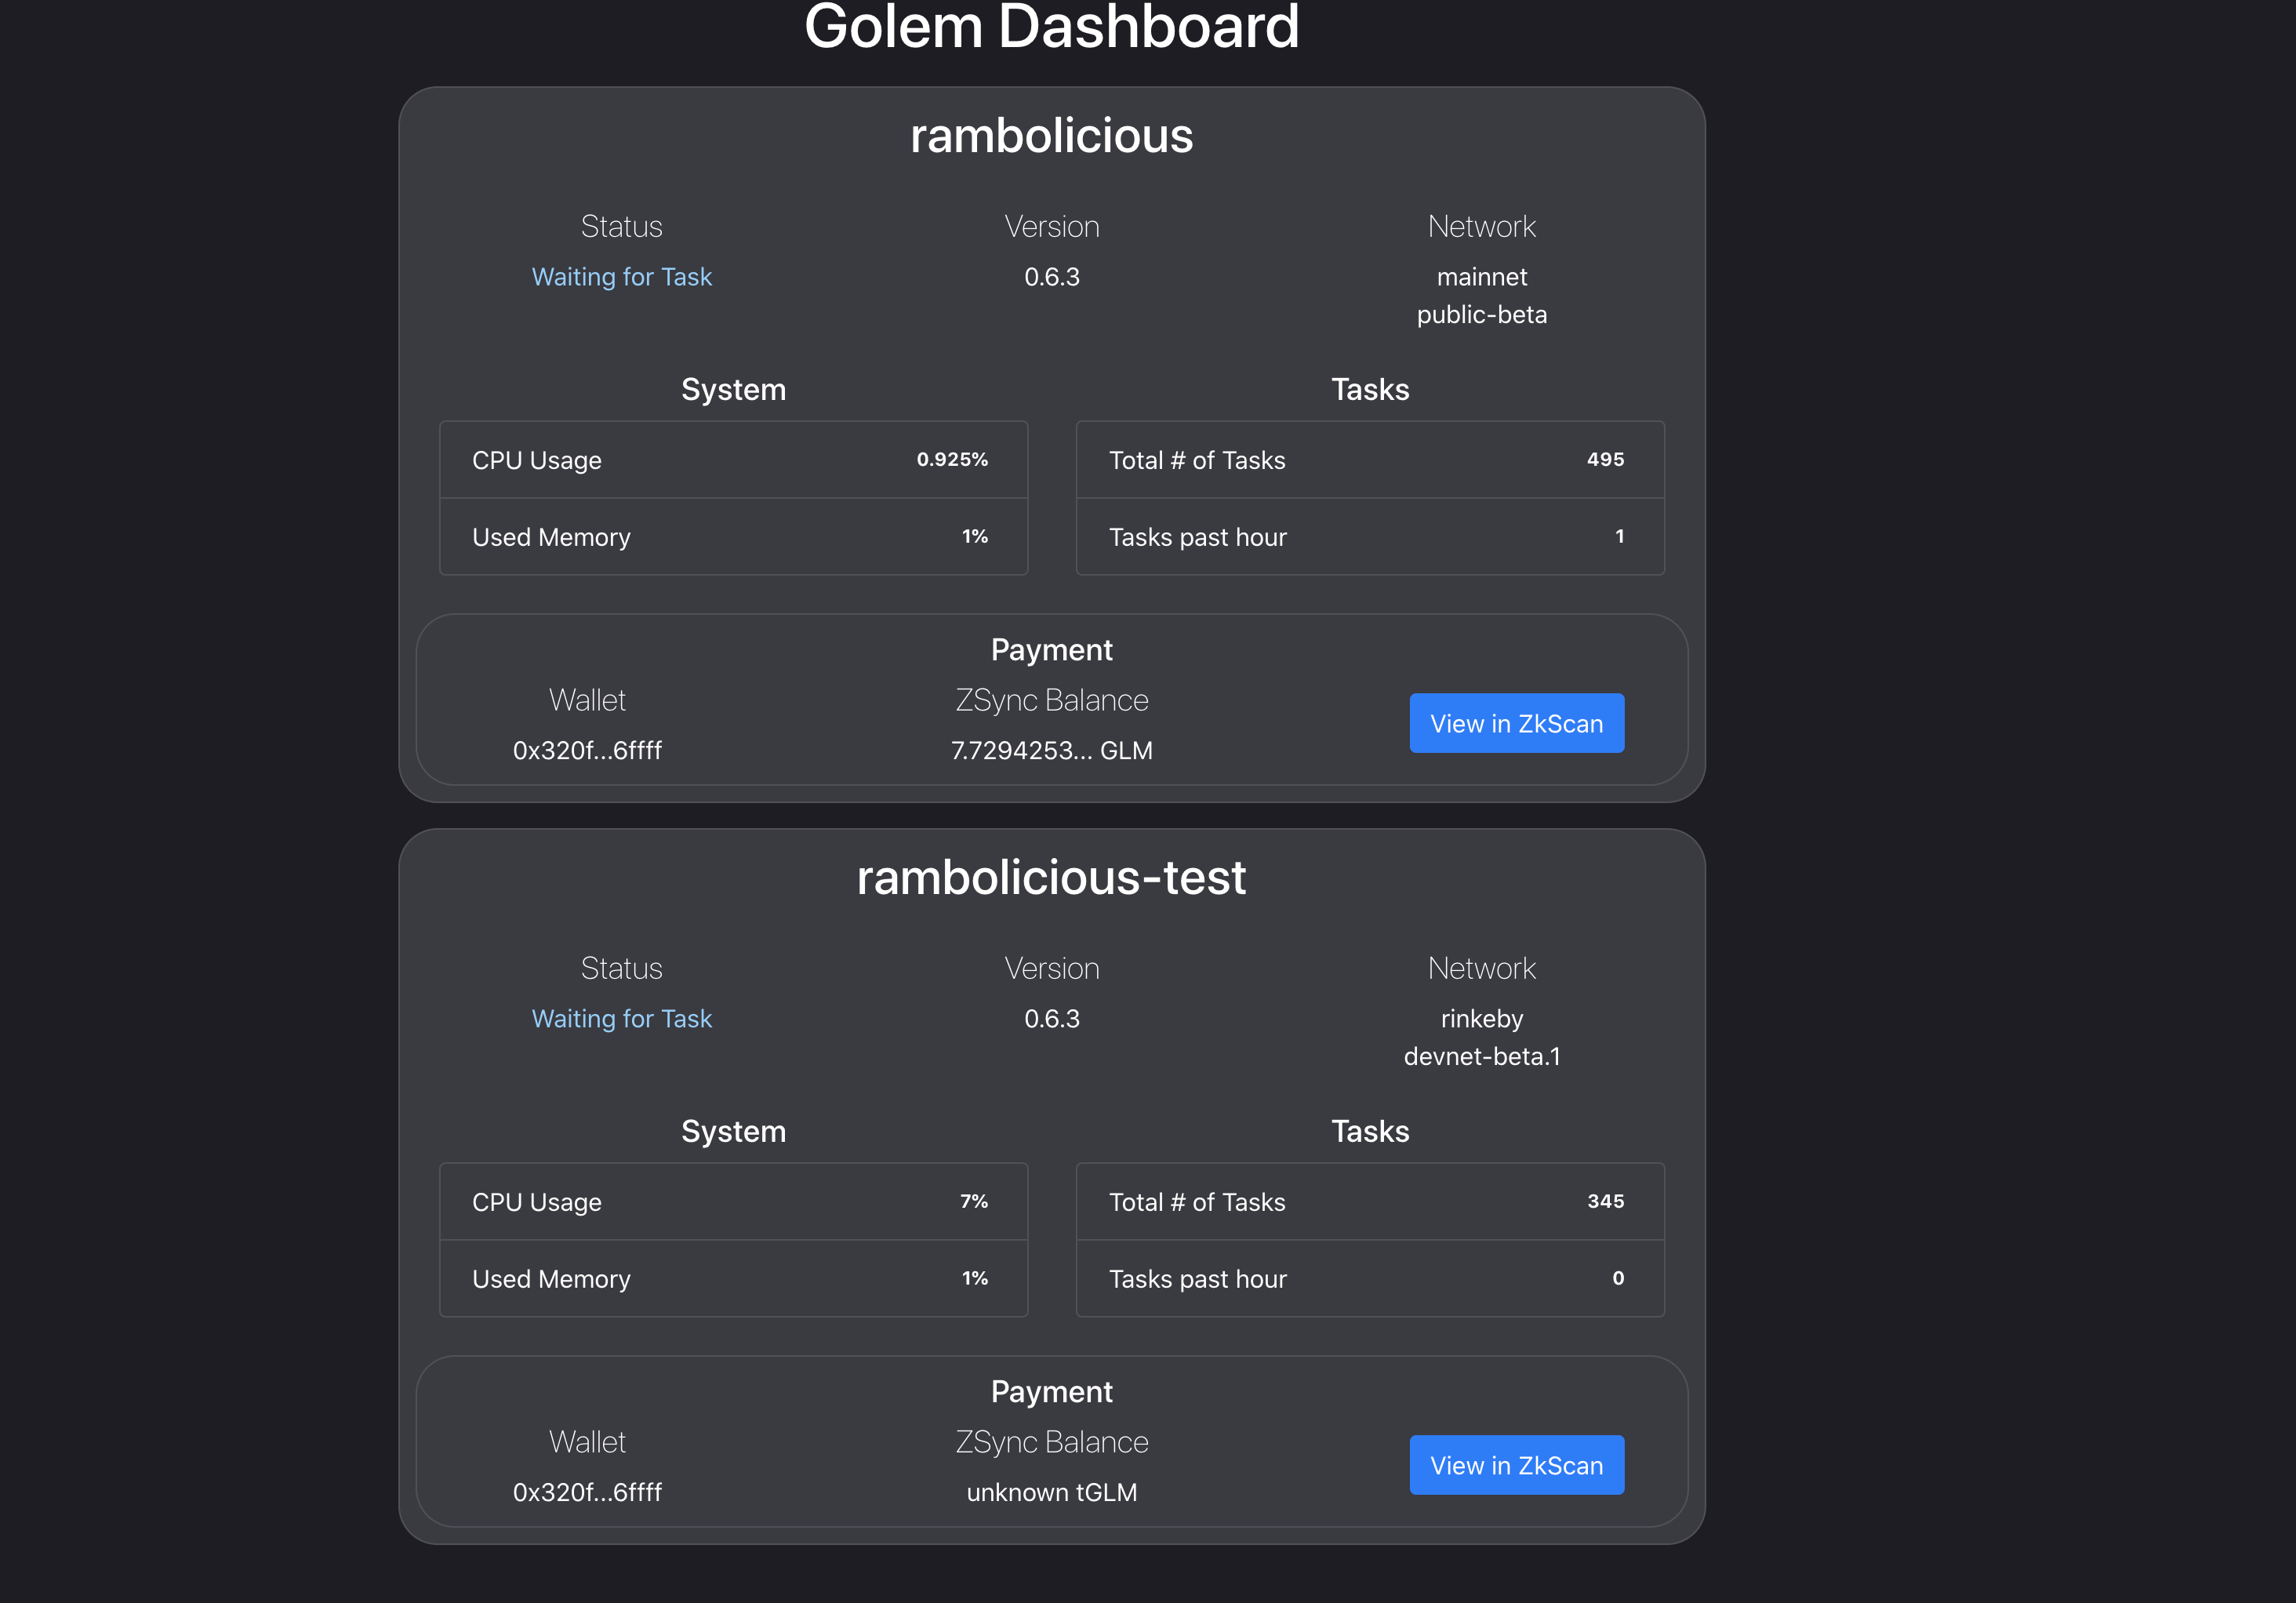 Golem Dashboard
rambolicious
Status Version Network
Waiting for Task 0.6.3 mainnet
public-beta
System Tasks
CPU Usage 0.925% Total # of Tasks 495
Used Memory 1% Tasks past hour 1
Payment
Wallet ZSync Balance
View in ZkScan
0x320f...6ffff 7.7294253... GLM
rambolicious-test
Status Version Network
Waiting for Task 0.6.3 rinkeby
devnet-beta.1
System Tasks
CPU Usage 7% Total # of Tasks 345
Used Memory 1% Tasks past hour 0
Payment
Wallet ZSync Balance
View in ZkScan
0x320f...6ffff unknown tGLM